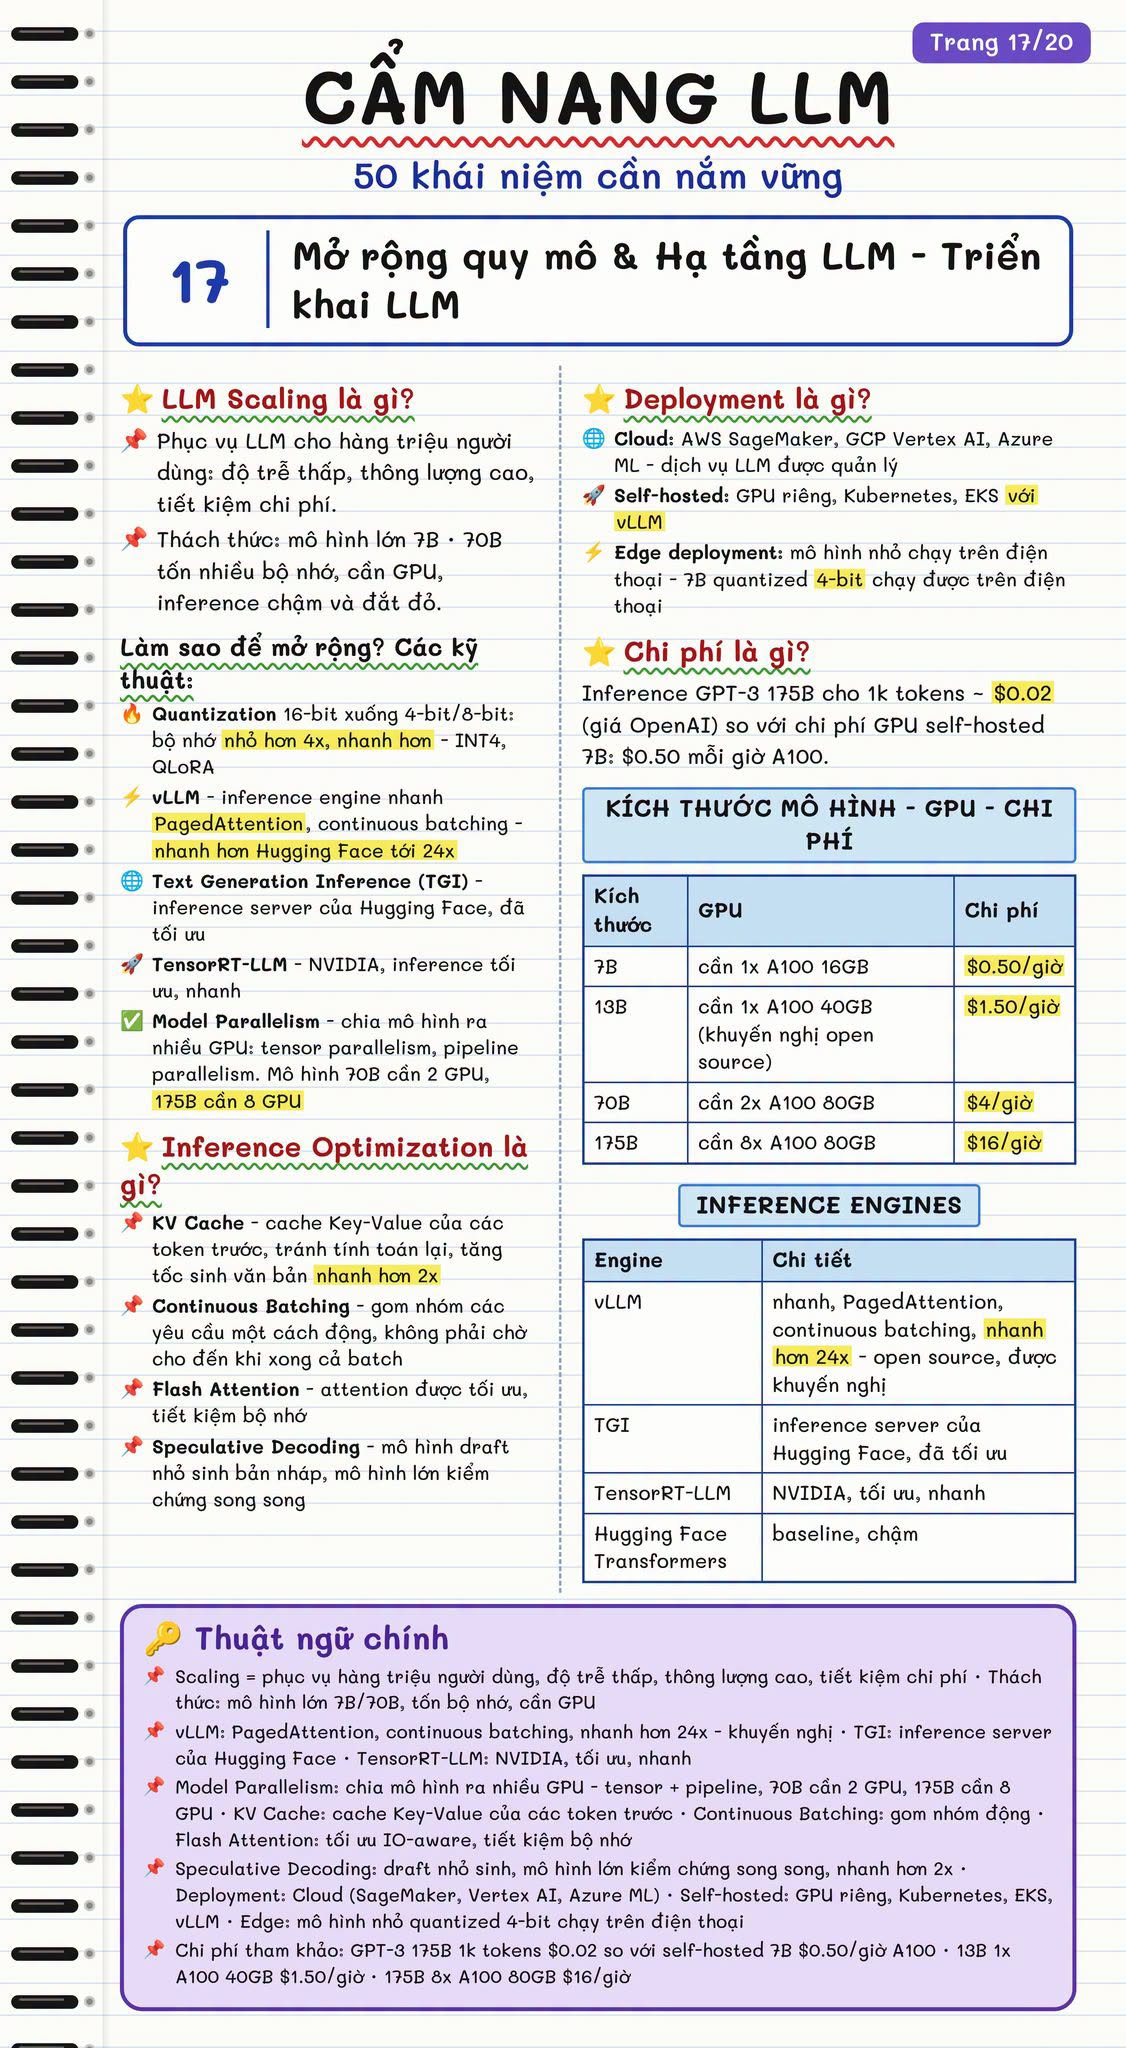 Trang 17/20
CẨM NANG LLM
50 khái niệm cần nắm vững
17
Mở rộng quy mô & Hạ tầng LLM - Triển
khai LLM
⭐ LLM Scaling là gì?
📌 Phục vụ LLM cho hàng triệu người
dùng: độ trễ thấp, thông lượng cao,
tiết kiệm chi phí.
📌 Thách thức: mô hình lớn 7B · 70B
tốn nhiều bộ nhớ, cần GPU,
inference chậm và đắt đỏ.
Làm sao để mở rộng? Các kỹ
thuật:
🔥 Quantization 16-bit xuống 4-bit/8-bit:
bộ nhớ nhỏ hơn 4x, nhanh hơn - INT4,
QLoRA
⚡ vLLM - inference engine nhanh
PagedAttention, continuous batching -
nhanh hơn Hugging Face tới 24x
🌐 Text Generation Inference (TGI) -
inference server của Hugging Face, đã
tối ưu
🚀 TensorRT-LLM - NVIDIA, inference tối
ưu, nhanh
✅ Model Parallelism - chia mô hình ra
nhiều GPU: tensor parallelism, pipeline
parallelism. Mô hình 70B cần 2 GPU,
175B cần 8 GPU
⭐ Inference Optimization là
gì?
📌 KV Cache - cache Key-Value của các
token trước, tránh tính toán lại, tăng
tốc sinh văn bản nhanh hơn 2x
📌 Continuous Batching - gom nhóm các
yêu cầu một cách động, không phải chờ
cho đến khi xong cả batch
📌 Flash Attention - attention được tối ưu,
tiết kiệm bộ nhớ
📌 Speculative Decoding - mô hình draft
nhỏ sinh bản nháp, mô hình lớn kiểm
chứng song song
⭐ Deployment là gì?
🌐 Cloud: AWS SageMaker, GCP Vertex AI, Azure
ML - dịch vụ LLM được quản lý
🚀 Self-hosted: GPU riêng, Kubernetes, EKS với
vLLM
⚡ Edge deployment: mô hình nhỏ chạy trên điện
thoại - 7B quantized 4-bit chạy được trên điện
thoại
⭐ Chi phí là gì?
Inference GPT-3 175B cho 1k tokens ~ $0.02
(giá OpenAI) so với chi phí GPU self-hosted
7B: $0.50 mỗi giờ A100.
KÍCH THƯỚC MÔ HÌNH - GPU - CHI
PHÍ
Kích
thước
GPU
Chi phí
7B
cần 1x A100 16GB
$0.50/giờ
13B
cần 1x A100 40GB
(khuyến nghị open
source)
$1.50/giờ
70B
cần 2x A100 80GB
$4/giờ
175B
cần 8x A100 80GB
$16/giờ
INFERENCE ENGINES
Engine
Chi tiết
vLLM
nhanh, PagedAttention,
continuous batching, nhanh
hơn 24x - open source, được
khuyến nghị
TGI
inference server của
Hugging Face, đã tối ưu
TensorRT-LLM
NVIDIA, tối ưu, nhanh
Hugging Face
Transformers
baseline, chậm
🔑 Thuật ngữ chính
📌 Scaling = phục vụ hàng triệu người dùng, độ trễ thấp, thông lượng cao, tiết kiệm chi phí · Thách
thức: mô hình lớn 7B/70B, tốn bộ nhớ, cần GPU
📌 vLLM: PagedAttention, continuous batching, nhanh hơn 24x - khuyến nghị · TGI: inference server
của Hugging Face · TensorRT-LLM: NVIDIA, tối ưu, nhanh
📌 Model Parallelism: chia mô hình ra nhiều GPU - tensor + pipeline, 70B cần 2 GPU, 175B cần 8
GPU · KV Cache: cache Key-Value của các token trước · Continuous Batching: gom nhóm động ·
Flash Attention: tối ưu IO-aware, tiết kiệm bộ nhớ
📌 Speculative Decoding: draft nhỏ sinh, mô hình lớn kiểm chứng song song, nhanh hơn 2x ·
Deployment: Cloud (SageMaker, Vertex AI, Azure ML) · Self-hosted: GPU riêng, Kubernetes, EKS,
vLLM · Edge: mô hình nhỏ quantized 4-bit chạy trên điện thoại
📌 Chi phí tham khảo: GPT-3 175B 1k tokens $0.02 so với self-hosted 7B $0.50/giờ A100 · 13B 1x
A100 40GB $1.50/giờ · 175B 8x A100 80GB $16/giờ